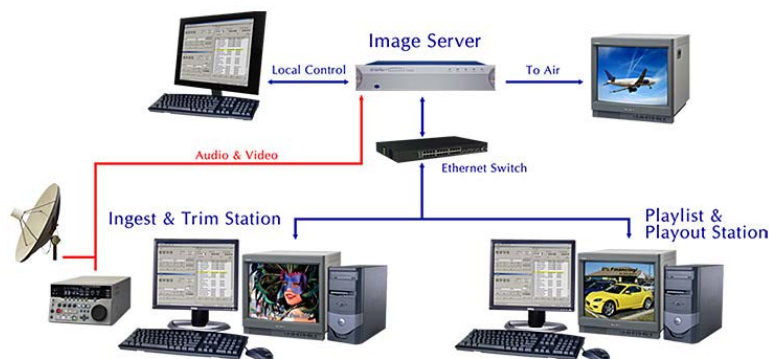 Image Server
Local Control
To Air
Audio & Video
Ethernet Switch
Ingest & Trim Station
Playlist &
Playout Station